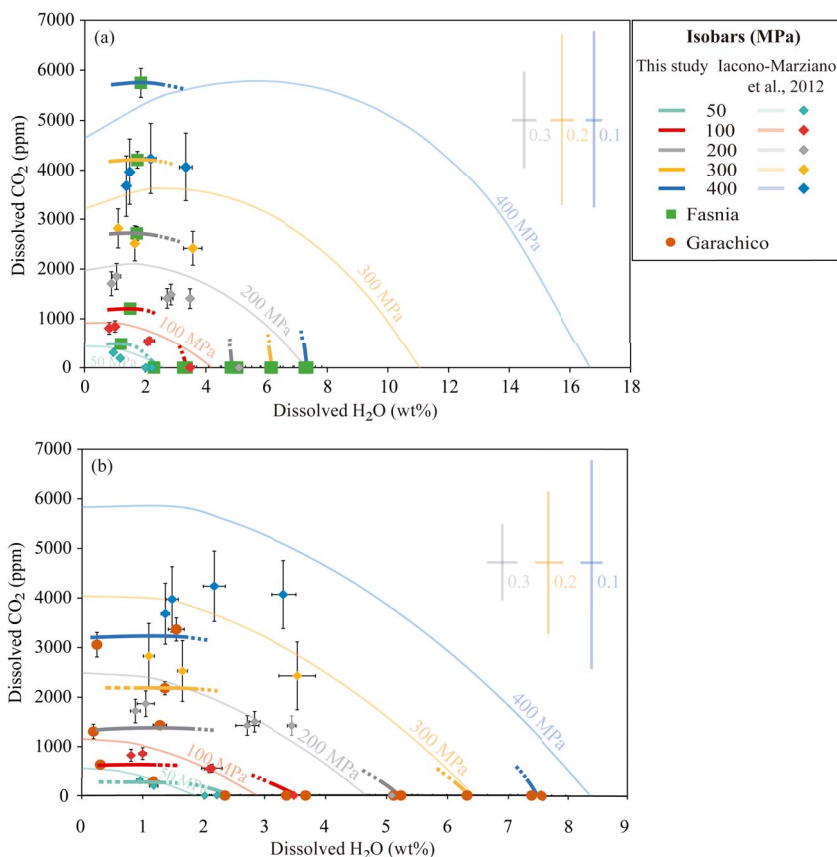 (a)
7000
6000
5000
4000
3000
2000
1000
0
Dissolved CO2 (ppm)
0 2 4 6 8 10 12 14 16 18
Dissolved H2O (wt%)
50 MPa
100 MPa
200 MPa
300 MPa
400 MPa
0.3
0.2
0.1
Isobars (MPa)
This study Iacono-Marziano
et al., 2012
50
100
200
300
400
Fasnia
Garachico
(b)
7000
6000
5000
4000
3000
2000
1000
0
Dissolved CO2 (ppm)
0 1 2 3 4 5 6 7 8 9
Dissolved H2O (wt%)
50 MPa
100 MPa
200 MPa
300 MPa
400 MPa
0.3
0.2
0.1